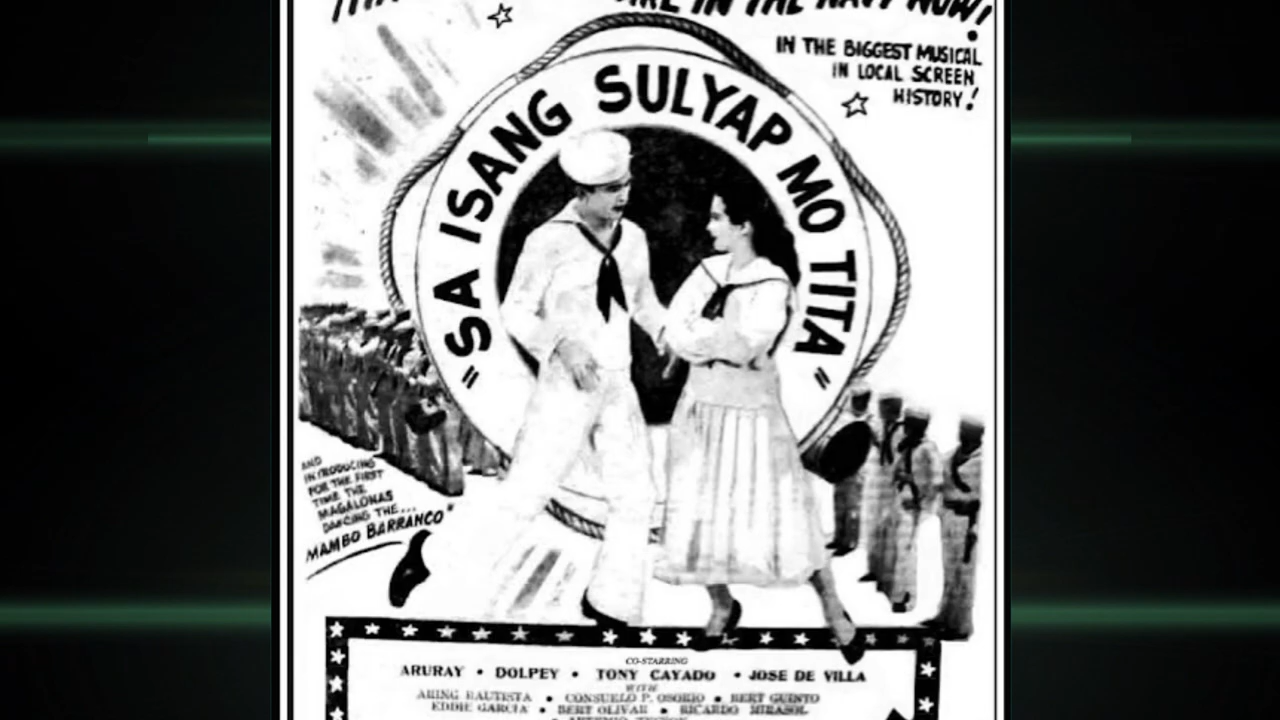 IN THE NAVY NOW!
IN THE BIGGEST MUSICAL
IN LOCAL SCREEN
HISTORY!
"SA ISANG SULYAP MO TITA"
AND
INTRODUCING
FOR THE FIRST
TIME THE
MAGALONAS
DANCING THE...
MAMBO BARRANCO"
CO-STARRING
ARURAY • DOLPEY • TONY CAYADO • JOSE DE VILLA
WITH
ARING BAUTISTA • CONSUELO P. OSORIO • BERT GUINTO
EDDIE GARCIA • BERT OLIVAR • RICARDO MIRASOL